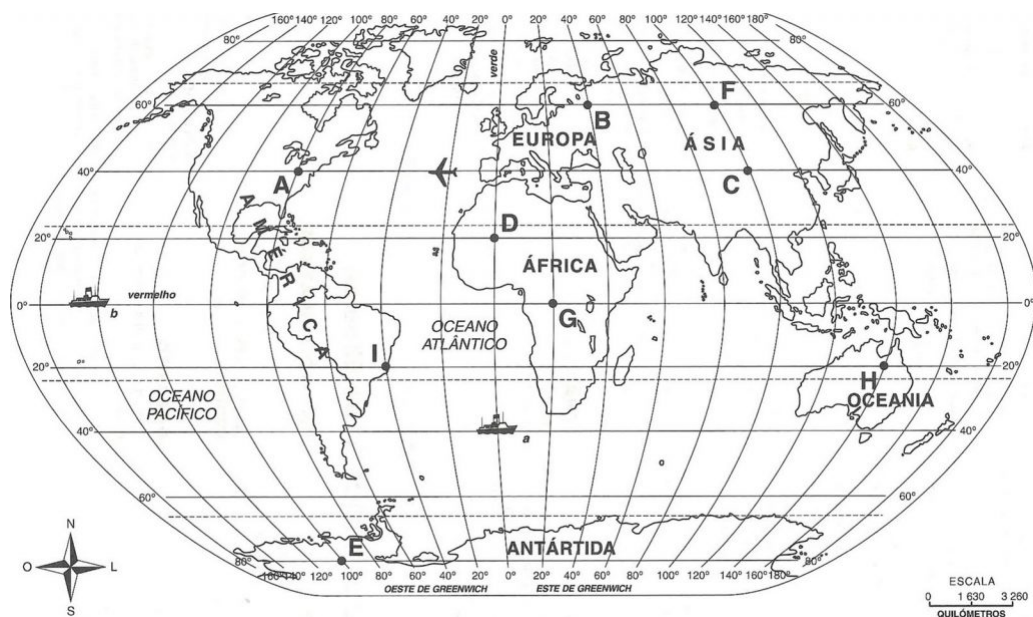 160° 140° 120° 100° 80° 60° 40° 20° 0° 20° 40° 60° 80° 100° 120° 140° 160° 180°
80° 80°
verde
60° F 60°
B
EUROPA ÁSIA
40° 40°
A C
AMÉRICA
20° D 20°
ÁFRICA
vermelho
0° 0°
b G
OCEANO
ATLÂNTICO
I
20° 20°
H
OCEANO
PACÍFICO
OCEANIA
40° a 40°
60° 60°
E ANTÁRTIDA
80° 80°
160° 140° 120° 100° 80° 60° 40° 20° 0° 20° 40° 60° 80° 100° 120° 140° 160° 180°
OESTE DE GREENWICH ESTE DE GREENWICH
N
O L
S
ESCALA
0 1 630 3 260
QUILÓMETROS